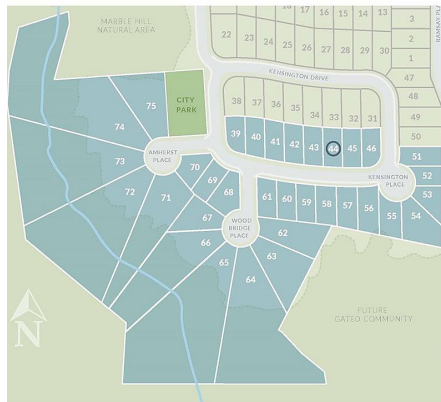 MARBLE HILL
NATURAL AREA
16 15 14 13
RAMSAY PL
3
22 23 24 25 26 27 28 29 30
2
1
KENSINGTON DRIVE
47
48
75
CITY
PARK
38 37 36 35 34 33 32 31
49
74
39 40 41 42 43 44 45 46
50
AMHERST
PLACE
51
73
70
52
72
71
69
68
KENSINGTON
PLACE
53
61 60 59 58 57 56 55 54
67
WOOD
BRIDGE
PLACE
62
66
65
63
64
N
FUTURE
GATED COMMUNITY